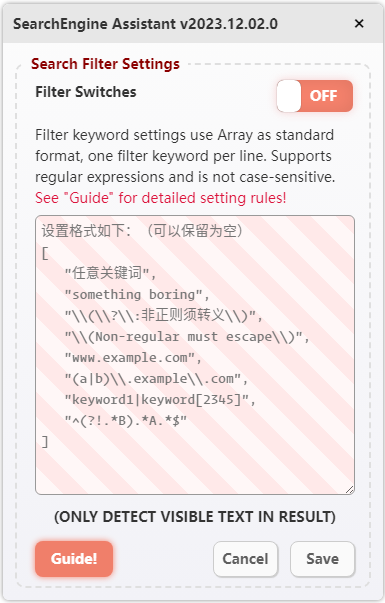 SearchEngine Assistant v2023.12.02.0 ×
Search Filter Settings
Filter Switches OFF
Filter keyword settings use Array as standard
format, one filter keyword per line. Supports
regular expressions and is not case-sensitive.
See "Guide" for detailed setting rules!
设置格式如下：（可以保留为空）
[
"任意关键词",
"something boring",
"\\(\\?\\:非正则须转义\\)",
"\\(Non-regular must escape\\)",
"www.example.com",
"(a|b)\\.example\\.com",
"keyword1|keyword[2345]",
"^(?!.*B).*A.*$"
]
(ONLY DETECT VISIBLE TEXT IN RESULT)
Guide! Cancel Save